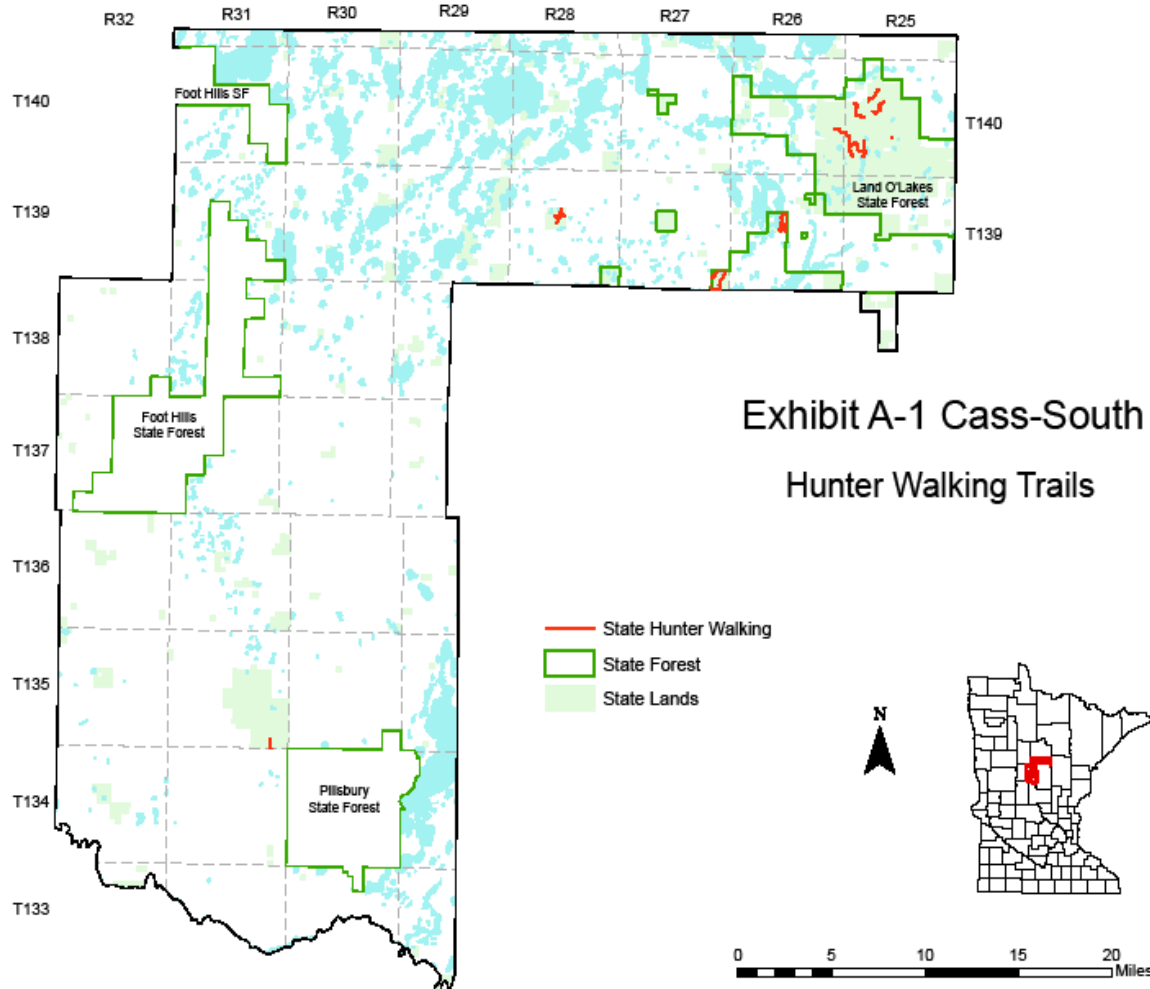 R32 R31 R30 R29 R28 R27 R26 R25
Foot Hills SF
T140
T140
Land O'Lakes
State Forest
T139
T139
T138
Exhibit A-1 Cass-South
Hunter Walking Trails
Foot Hills
State Forest
T137
T136
State Hunter Walking
State Forest
State Lands
T135
N
Pillsbury
State Forest
T134
T133
0 5 10 15 20
Miles